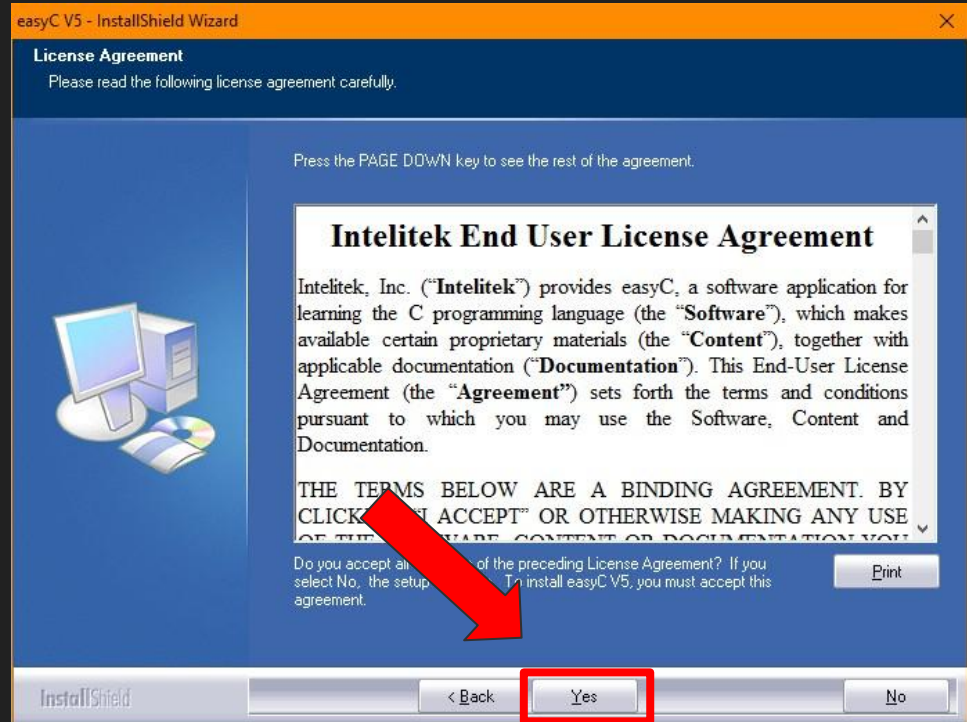 easyC V5 - InstallShield Wizard
License Agreement
Please read the following license agreement carefully.
Press the PAGE DOWN key to see the rest of the agreement.
Intelitek End User License Agreement
Intelitek, Inc. (“Intelitek”) provides easyC, a software application for
learning the C programming language (the “Software”), which makes
available certain proprietary materials (the “Content”), together with
applicable documentation (“Documentation”). This End-User License
Agreement (the “Agreement”) sets forth the terms and conditions
pursuant to which you may use the Software, Content and
Documentation.
THE TERMS BELOW ARE A BINDING AGREEMENT. BY
ACCEPT” OR OTHERWISE MAKING ANY USE
OF THE CONTENT OR DOCUMENTATION YOU
Do you accept of the preceding License Agreement? If you
select No, the setup To install easyC V5, you must accept this
agreement.
Print
InstallShield
< Back
Yes
No